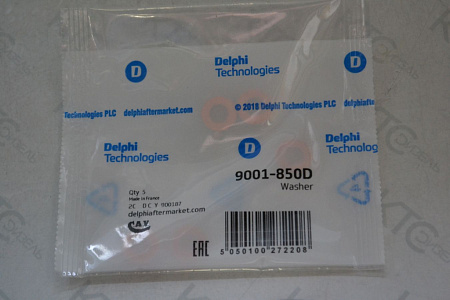 Delphi
Technologies
Technologies PLC
delphiaftermarket.com
© 2018 Delphi Technologies PLC
delphi
Delphi
Technologies
Delphi
Technologies
9001-850D
Washer
Qty 5
Made in France
delphiaftermarket.com
EAC
5 050100 272208